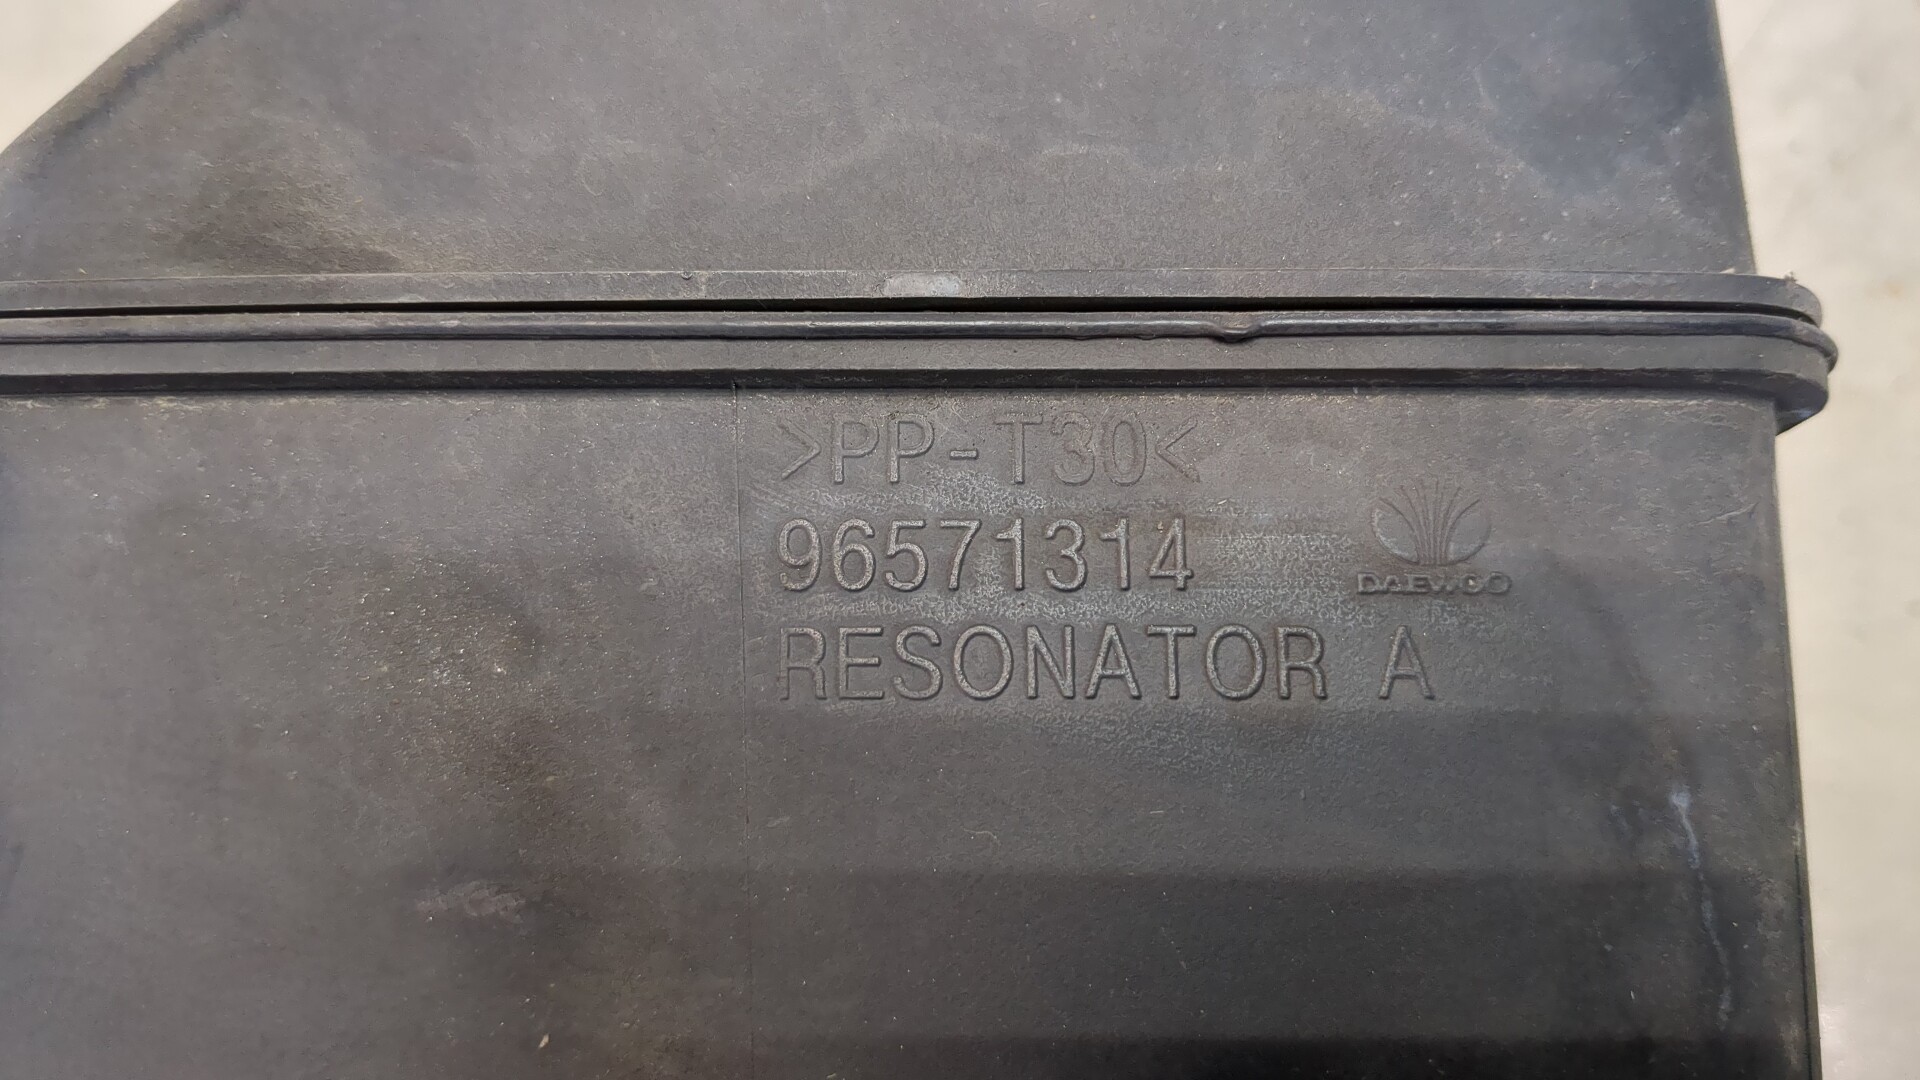 >PP-T30<
96571314
DAEWOO
RESONATOR A